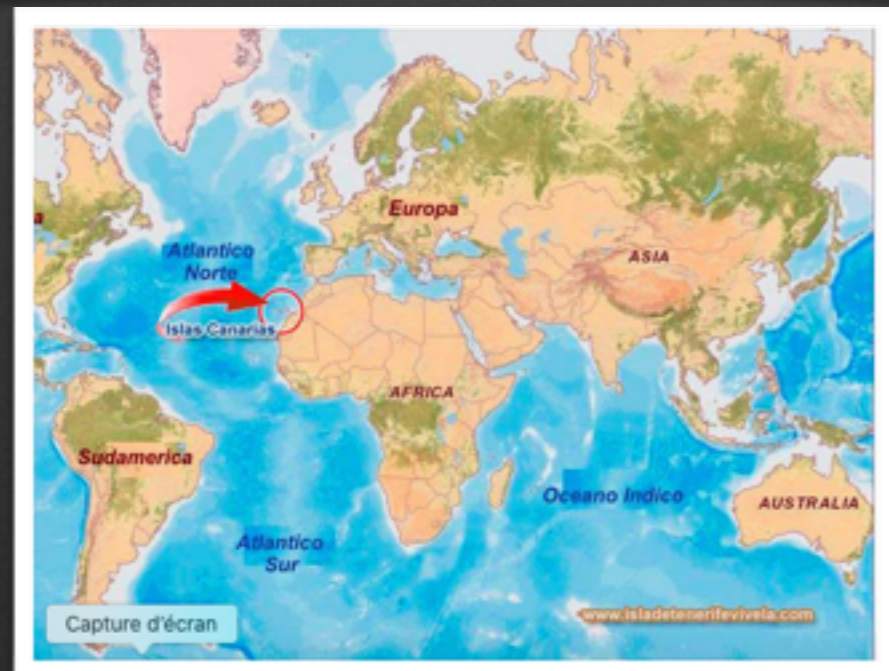 Europa
ASIA
a
Atlantico
Norte
Islas Canarias
AFRICA
Sudamerica
Oceano Indico
AUSTRALIA
Atlantico
Sur
www.isladetenerifevivela.com
Capture d'écran